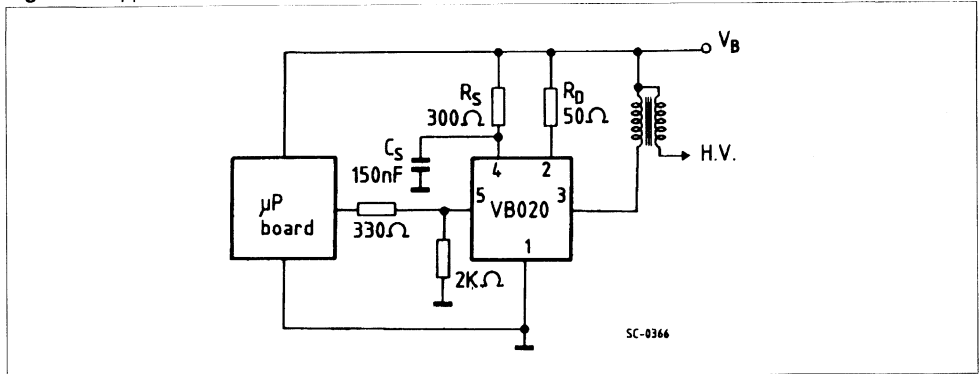 V_B
R_S
300Ω
R_D
50Ω
C_S
150nF
H.V.
4
2
5
VB020
3
1
µP
board
330Ω
2KΩ
SC-0366